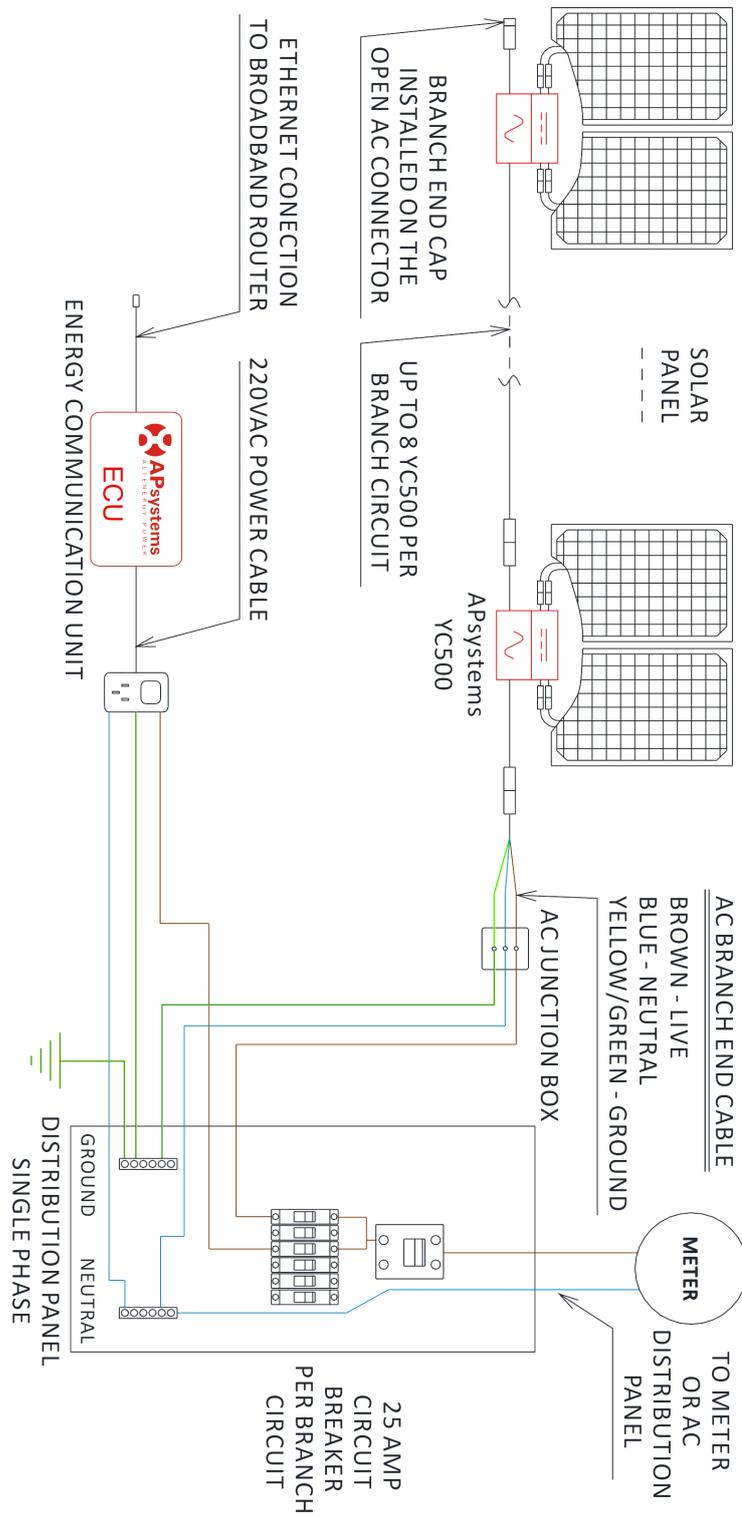 SOLAR
PANEL
AC BRANCH END CABLE
BROWN - LIVE
BLUE - NEUTRAL
YELLOW/GREEN - GROUND
TO METER
OR AC
DISTRIBUTION
PANEL
METER
BRANCH END CAP
INSTALLED ON THE
OPEN AC CONNECTOR
UP TO 8 YC500 PER
BRANCH CIRCUIT
APsystems
YC500
AC JUNCTION BOX
ETHERNET CONECTION
TO BROADBAND ROUTER
220VAC POWER CABLE
APsystems
ALTENERGY POWER
ECU
ENERGY COMMUNICATION UNIT
GROUND
NEUTRAL
DISTRIBUTION PANEL
SINGLE PHASE
25 AMP
CIRCUIT
BREAKER
PER BRANCH
CIRCUIT